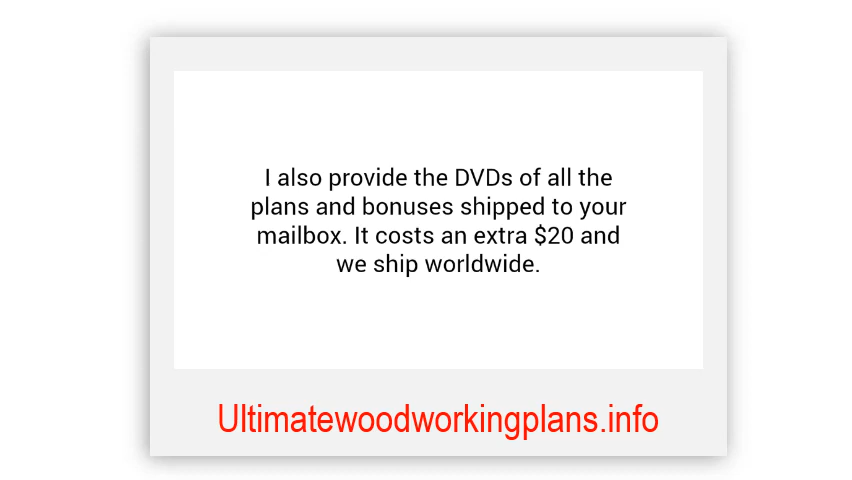 I also provide the DVDs of all the
plans and bonuses shipped to your
mailbox. It costs an extra $20 and
we ship worldwide.
Ultimatewoodworkingplans.info